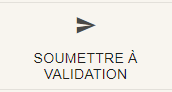 SOUMETTRE À
VALIDATION